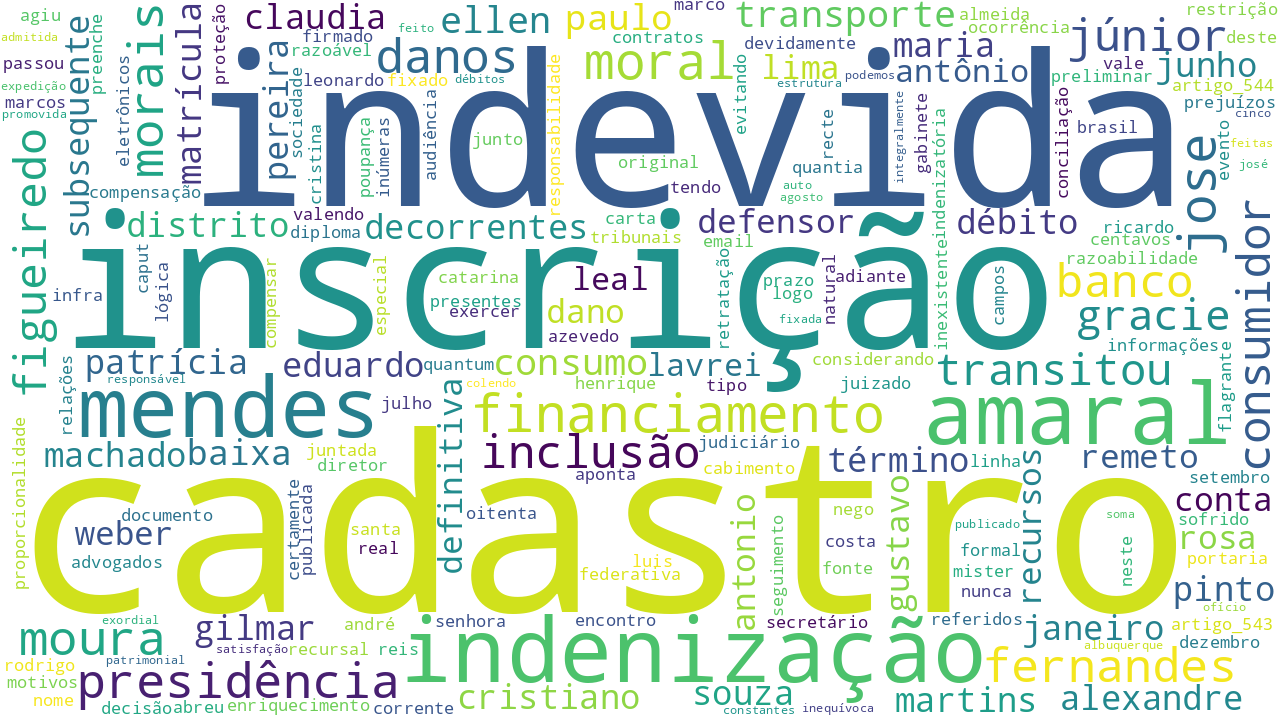 indevida
inscrição
cadastro
indenização
mendes
amaral
moral
danos
morais
claudia
ellen
paulo
transporte
júnior
junho
maria
antônio
lima
agiu
admitida
passou
expedição
marcos
promovida
preenche
subsequente
eletrônicos
matrícula
proteção
firmado
razoável
leonardo
fixado
débitos
feito
pereira
sociedade
cristina
poupança
inúmeras
audiência
junto
responsabilidade
contratos
marco
devidamente
estrutura
podemos
evitando
original
tendo
quantia
recte
integralmente
gabinete
indenizatória
almeida
ocorrência
preliminar
vale
restrição
deste
artigo_544
prejuízos
brasil
cinco
conciliação
evento
feitas
josé
jose
figueiredo
compensação
distrito
valendo
diploma
decorrentes
carta
tribunais
defensor
email
auto
agosto
débito
ricardo
centavos
razoabilidade
consumidor
infra
caput
lógica
compensar
especial
catarina
presentes
exercer
leal
dano
azevedo
retratação
prazo
logo
fixada
natural
adiante
inexistente
campos
banco
gracie
informações
flagrante
relações
patrícia
responsável
eduardo
quantum
consumo
colendo
henrique
lavrei
tipo
considerando
juizado
transitou
julho
financiamento
definitiva
machado
baixa
juntada
diretor
inclusão
aponta
judiciário
cabimento
término
linha
remeto
setembro
conta
proporcionalidade
documento
weber
advogados
certamente
publicada
santa
real
oitenta
luis
federativa
antonio
seguimento
nego
costa
fonte
gustavo
publicado
formal
mister
nunca
recursos
soma
neste
sofrido
rosa
portaria
pinto
ofício
exordial
moura
gilmar
satisfação
andré
recursal
reis
senhora
encontro
secretário
referidos
janeiro
artigo_543
dezembro
albuquerque
rodrigo
motivos
nome
patrimonial
presidência
decisão
abreu
enriquecimento
corrente
cristiano
souza
constantes
inequívoca
martins
fernandes
alexandre